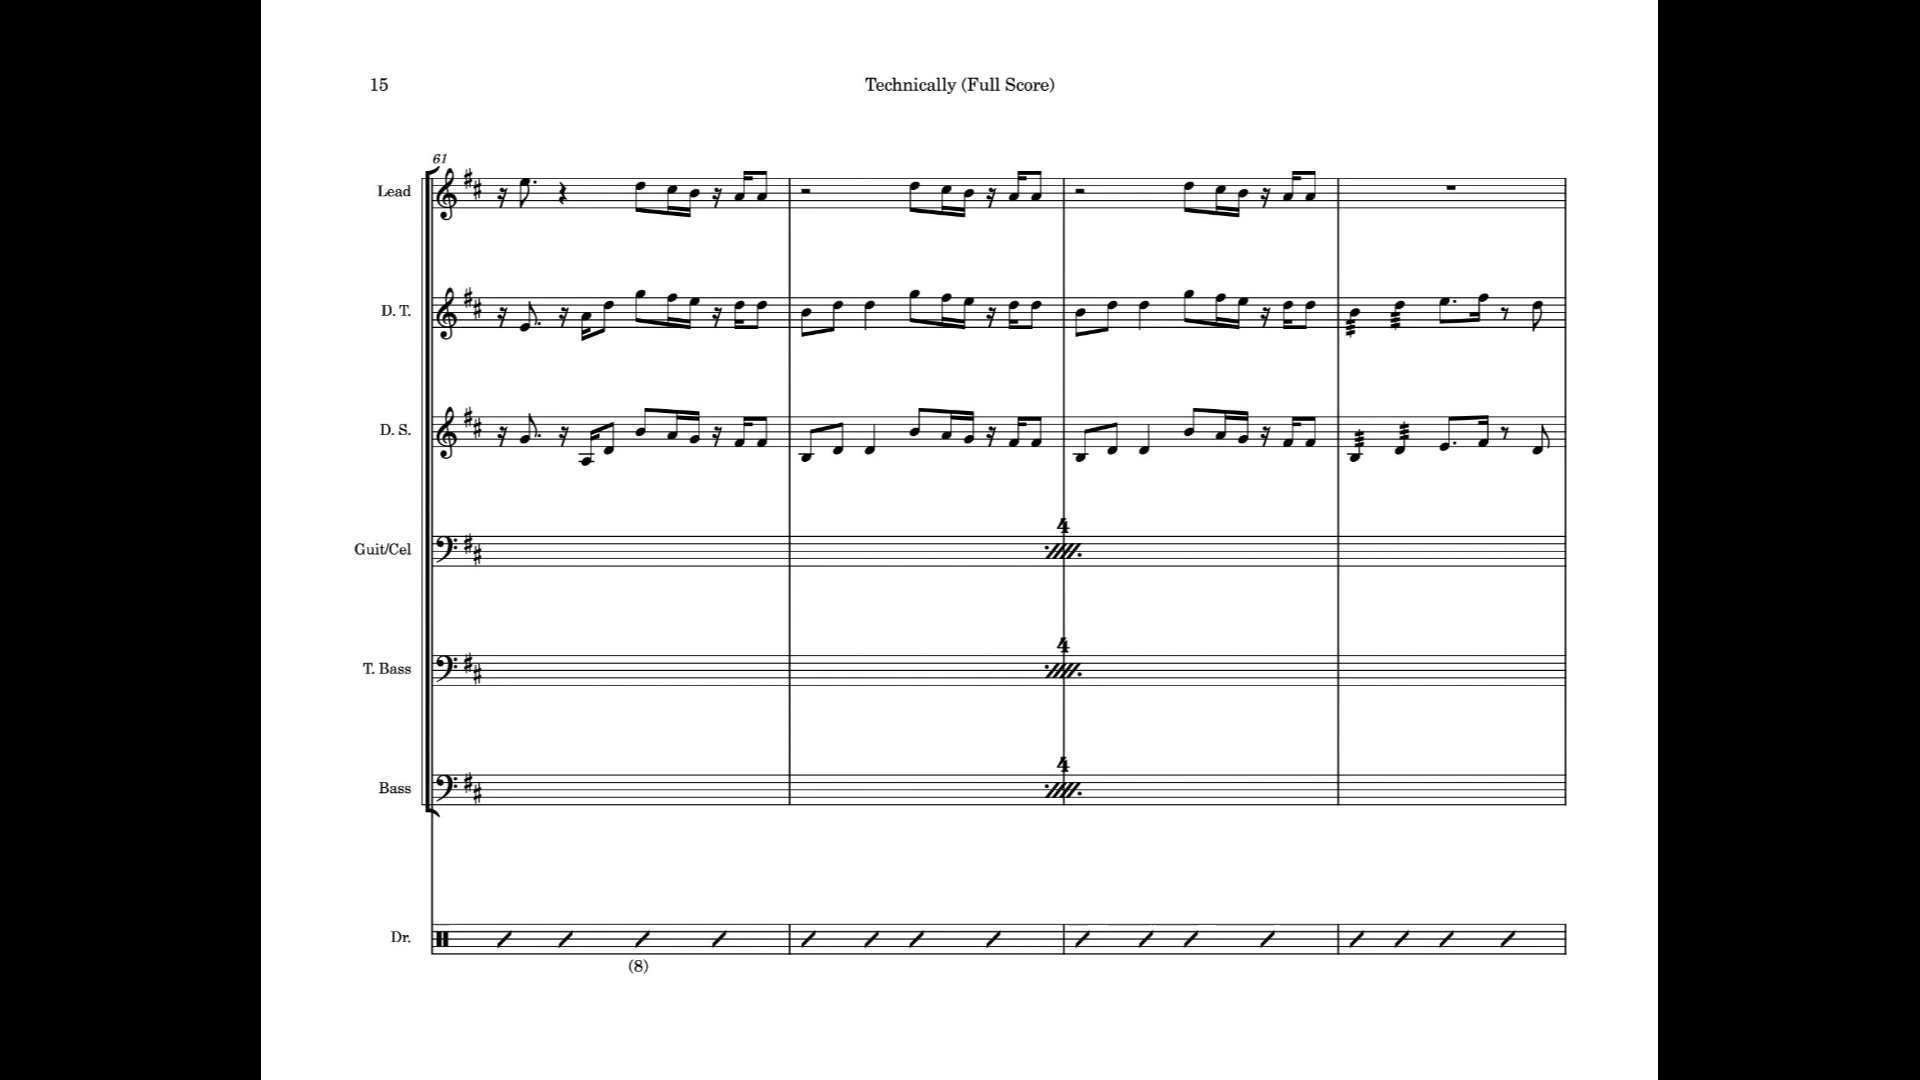 15
Technically (Full Score)
61
Lead
D. T.
D. S.
4
Guit/Cel
4
T. Bass
4
Bass
Dr.
(8)